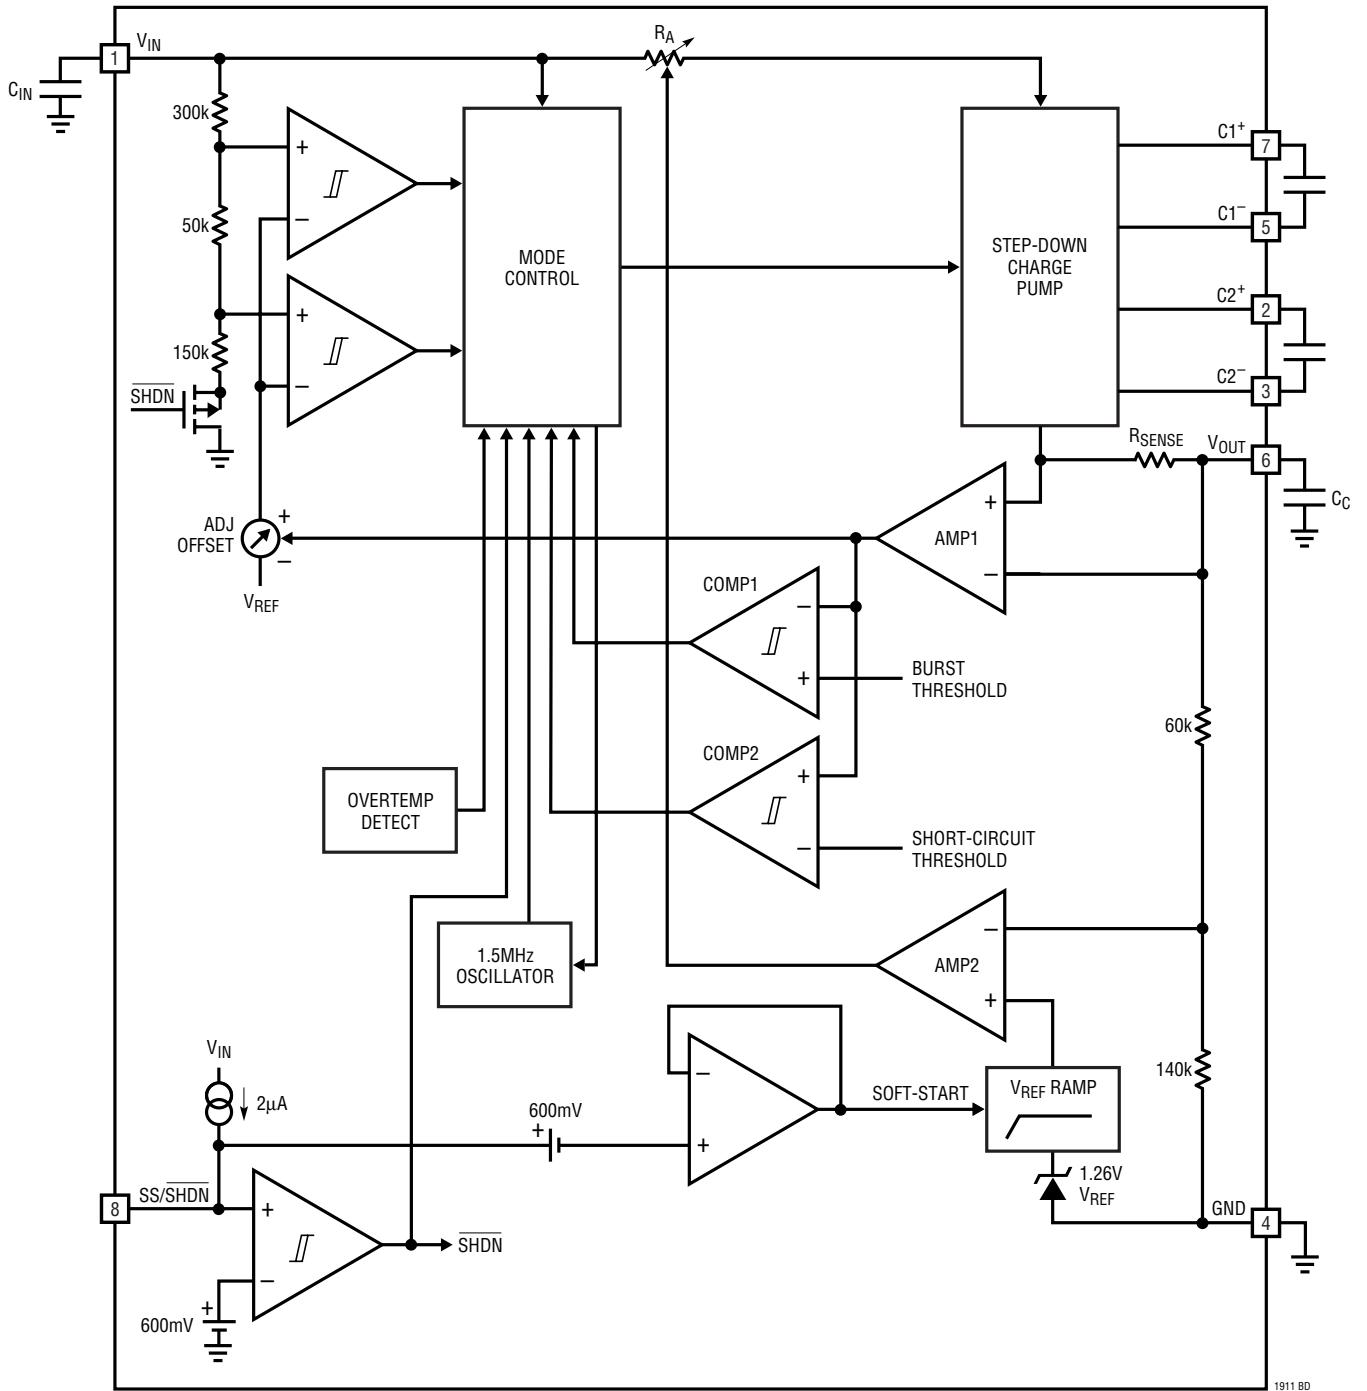 V_IN
R_A
1
C_IN
300k
+
−
50k
+
−
150k
SHDN
MODE
CONTROL
STEP-DOWN
CHARGE
PUMP
C1+
7
C1−
5
C2+
2
C2−
3
R_SENSE
V_OUT
6
C_C
ADJ
OFFSET
+
−
V_REF
+
AMP1
−
COMP1
−
+
BURST
THRESHOLD
60k
COMP2
+
−
SHORT-CIRCUIT
THRESHOLD
OVERTEMP
DETECT
1.5MHz
OSCILLATOR
−
AMP2
+
V_IN
2µA
600mV
+
−
+
SOFT-START
V_REF RAMP
140k
1.26V
V_REF
SS/SHDN
8
+
−
SHDN
GND
4
+
600mV
1911 BD